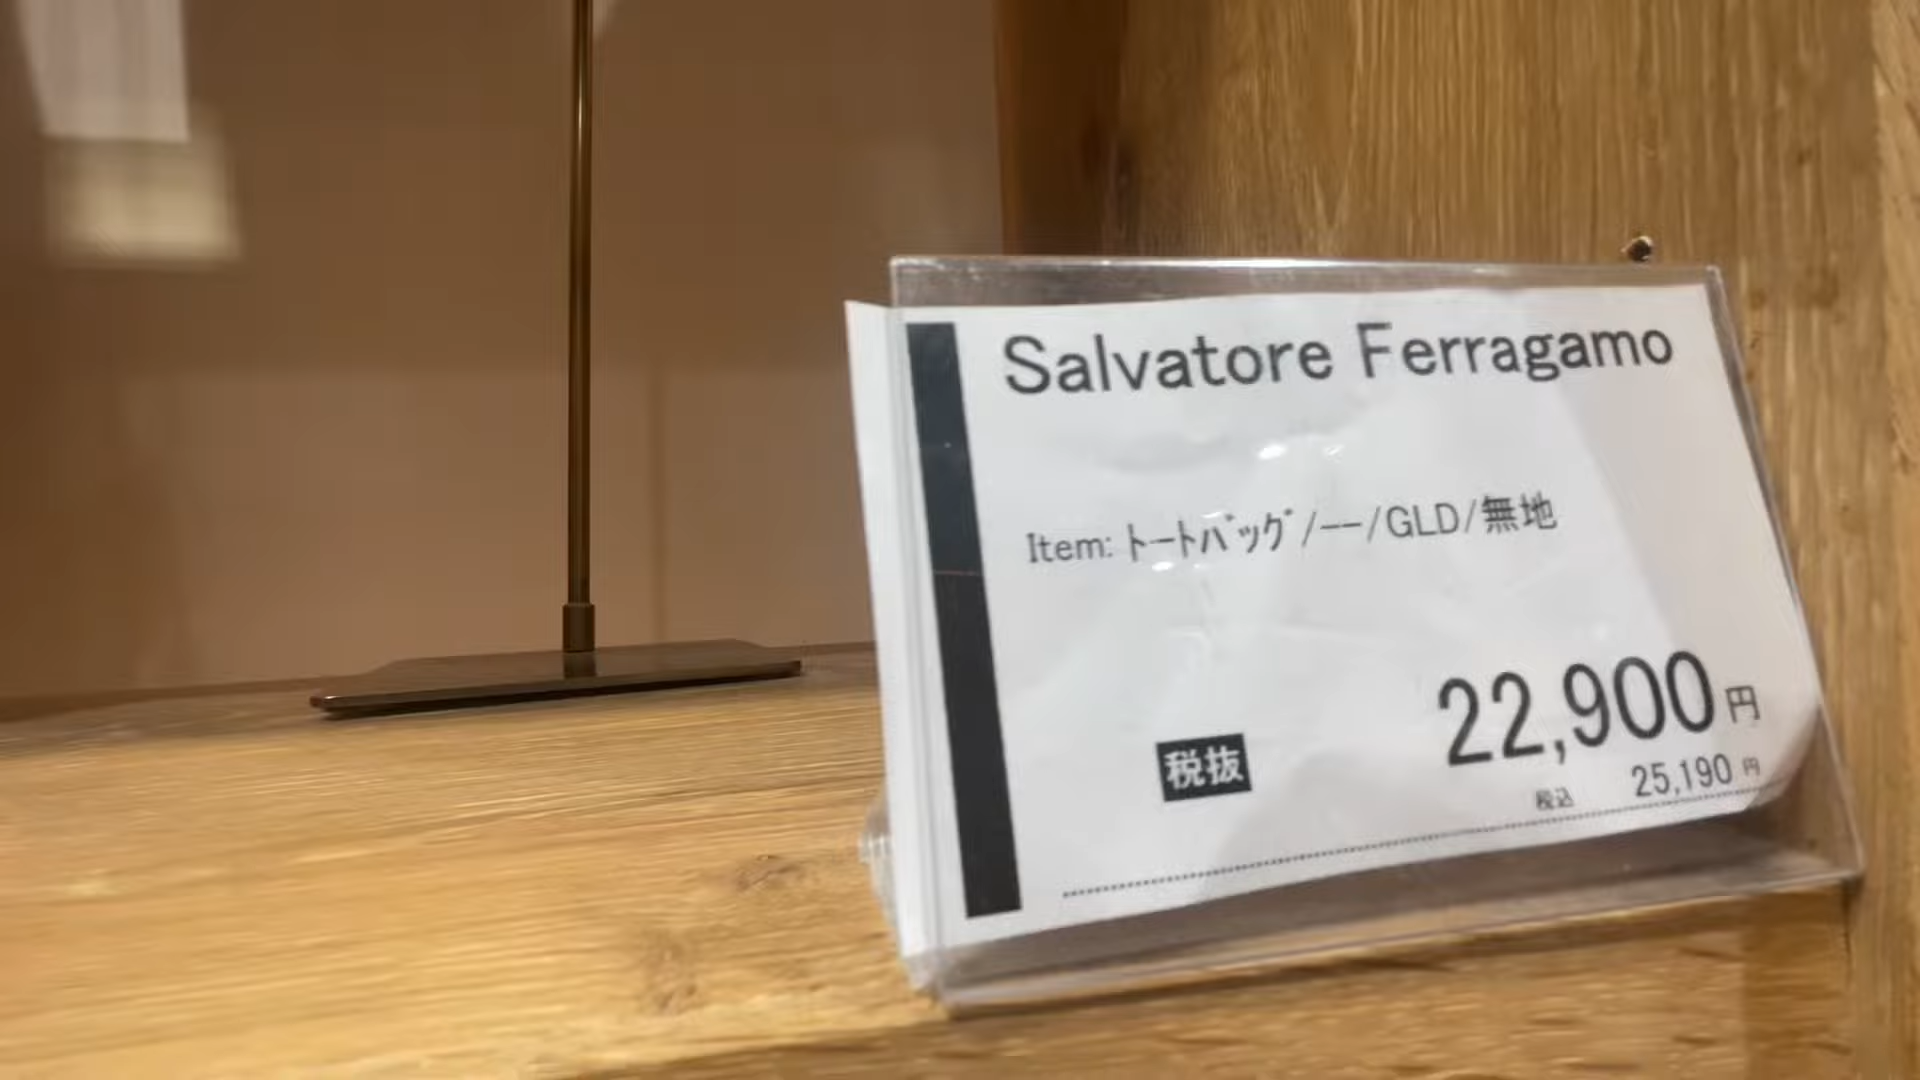 Salvatore Ferragamo
Item: トートバッグ/--/GLD/無地
税抜 22,900円
税込 25,190円